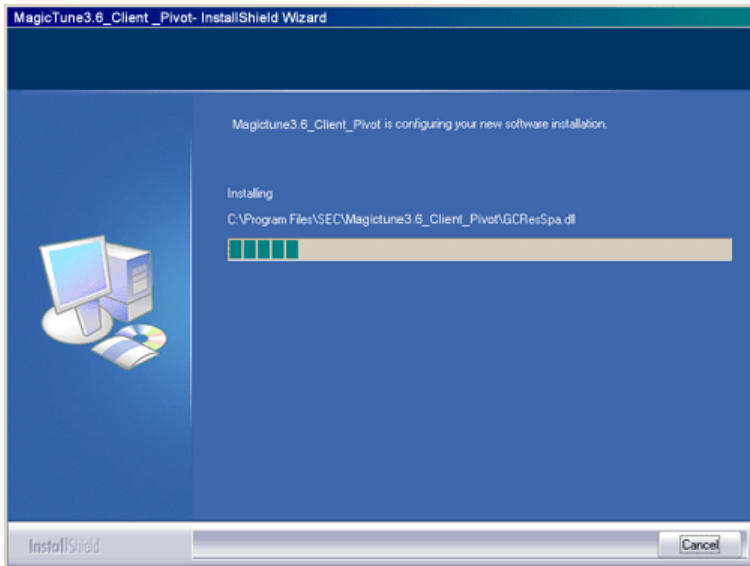 MagicTune3.6_Client _Pivot- InstallShield Wizard
Magictune3.6_Client_Pivot is configuring your new software installation.
Installing
C:\Program Files\SEC\Magictune3.6_Client_Pivot\GCResSpa.dll
InstallShield
Cancel